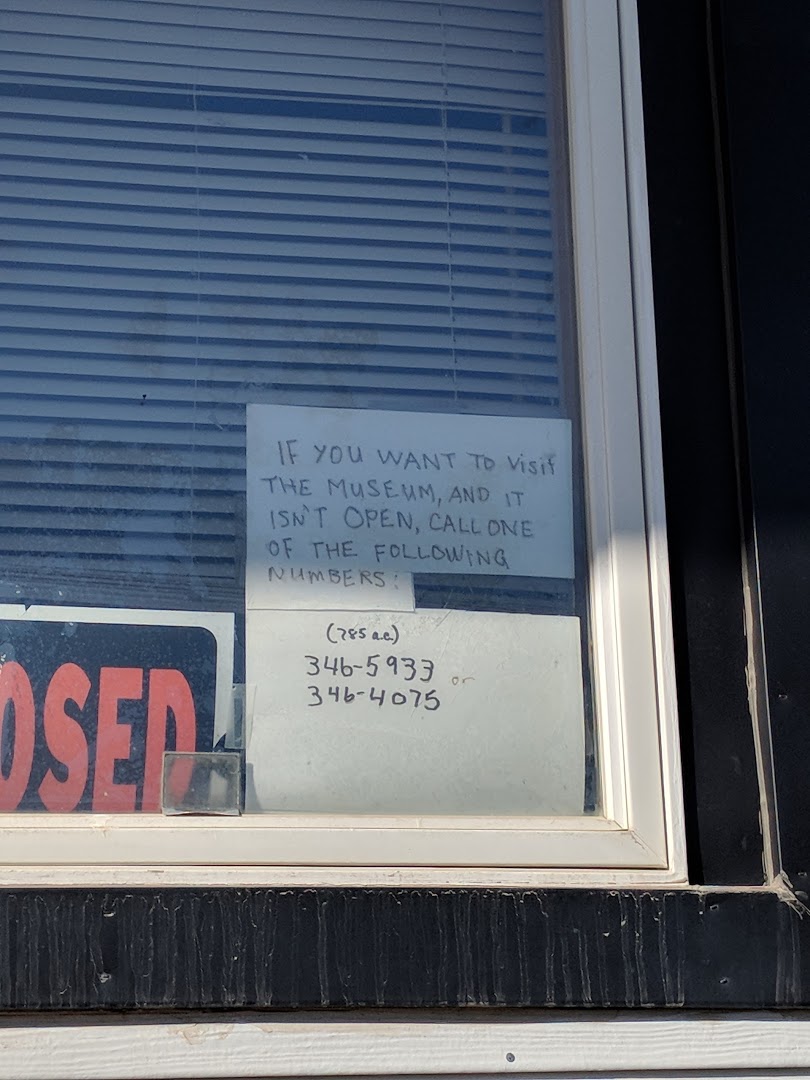 IF YOU WANT TO VisiT
THE MUSEUM, AND IT
ISN'T OPEN, CALL ONE
OF THE FOLLOWING
NUMBERS:
(785 a.c.)
346-5933 or
346-4075
OSED